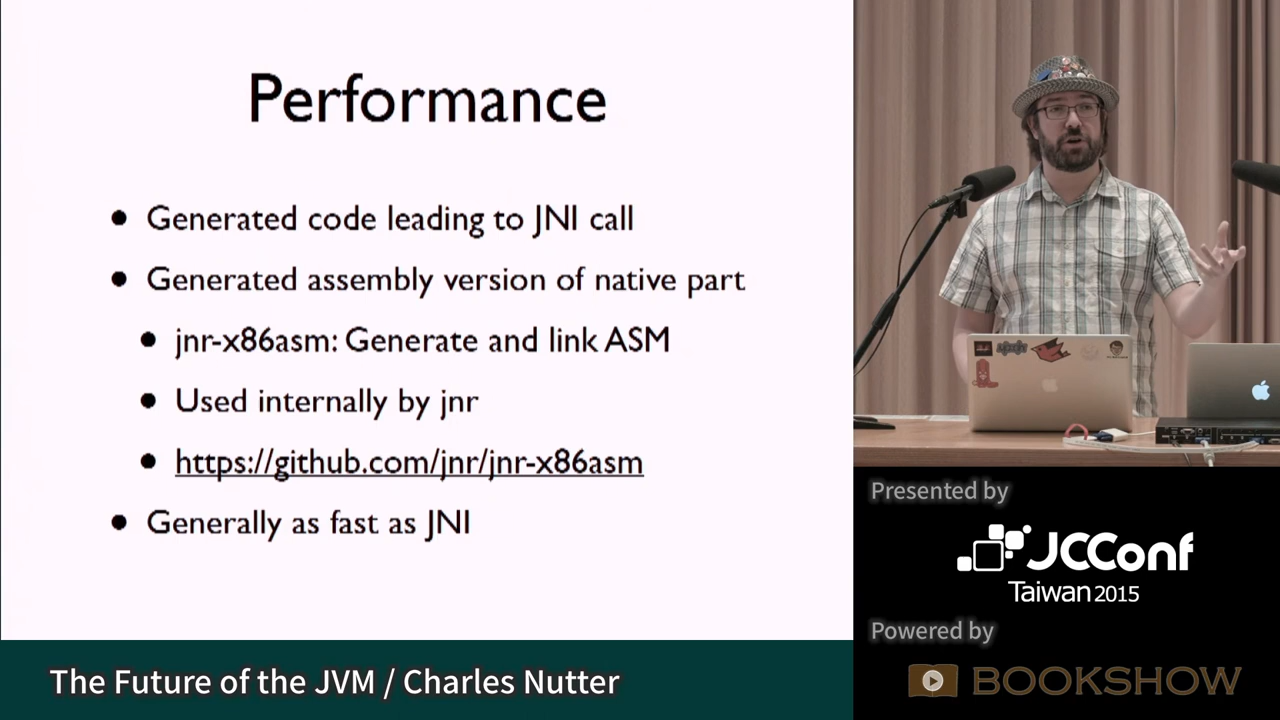 Performance
Generated code leading to JNI call
Generated assembly version of native part
jnr-x86asm: Generate and link ASM
Used internally by jnr
https://github.com/jnr/jnr-x86asm
Generally as fast as JNI
Presented by
JCConf
Taiwan 2015
Powered by
BOOKSHOW
The Future of the JVM / Charles Nutter